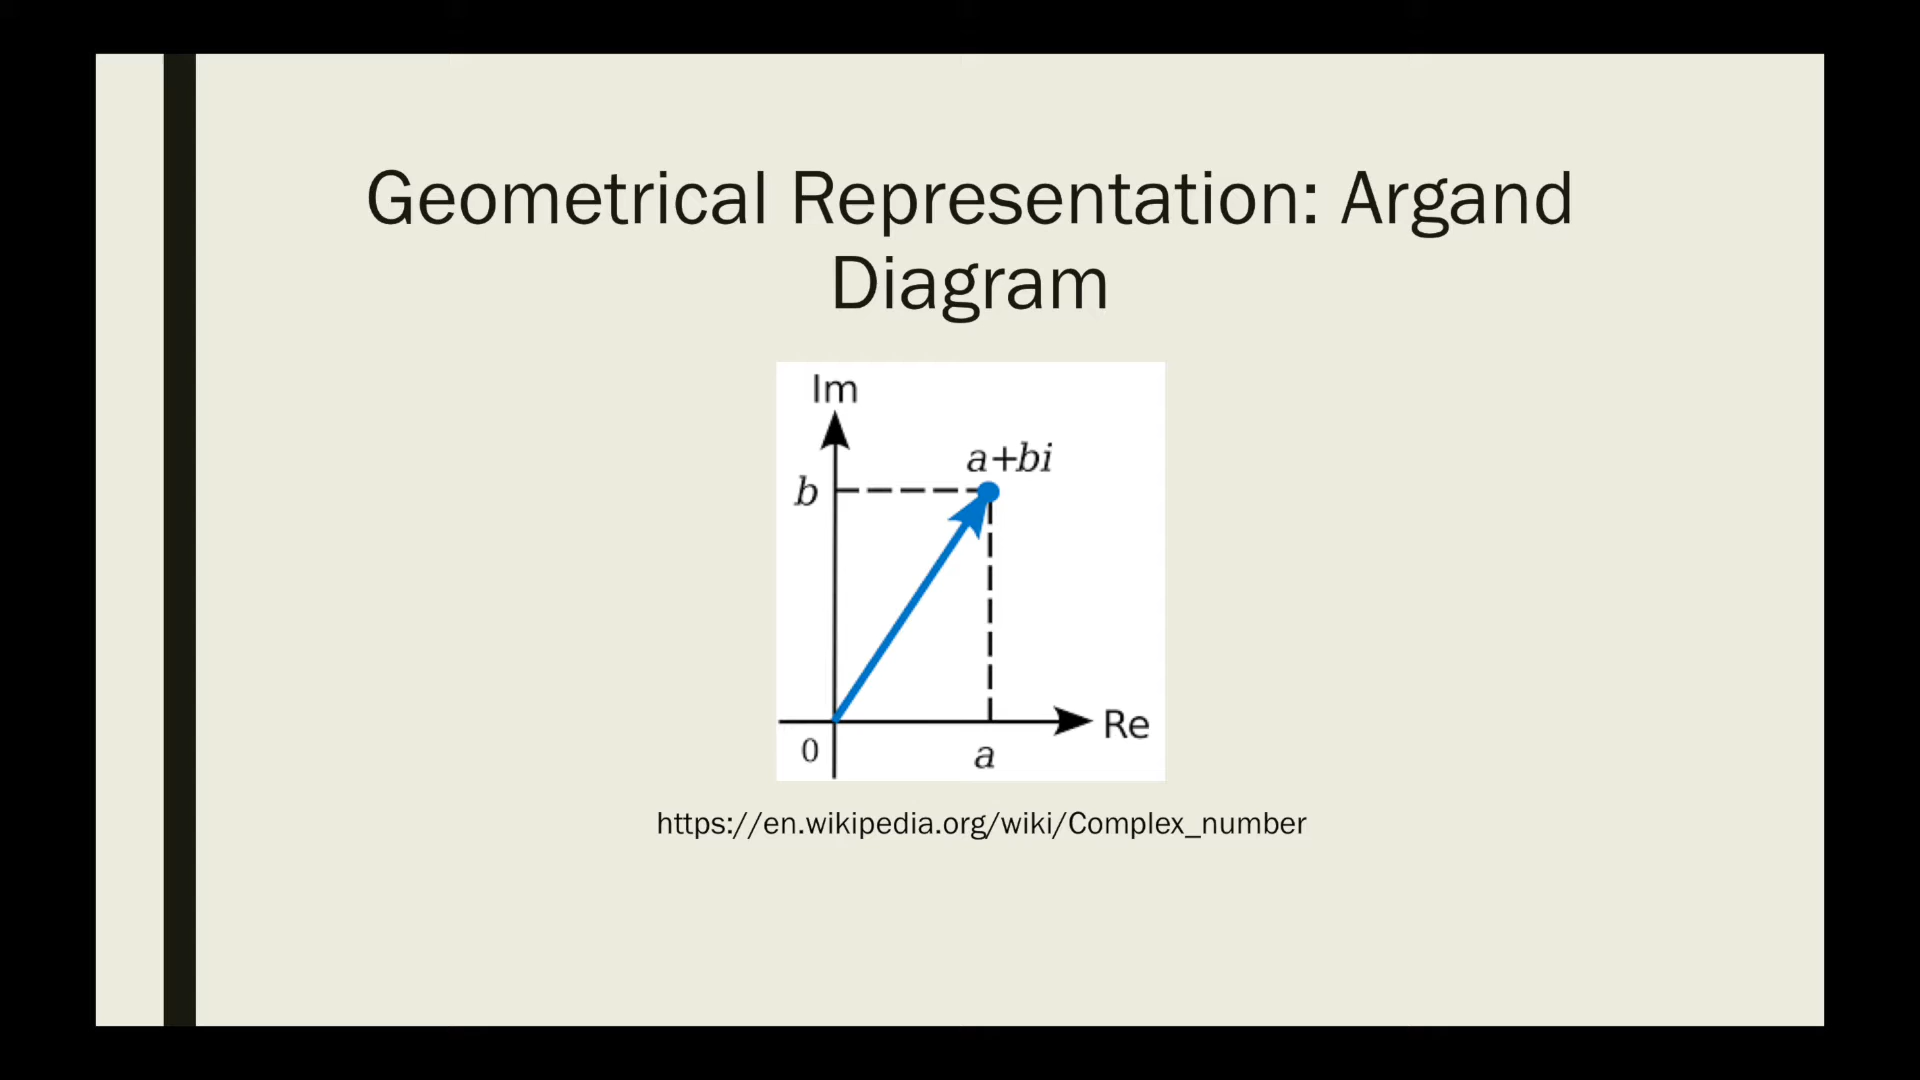 Geometrical Representation: Argand
Diagram
Im
a+bi
b
Re
0
a
https://en.wikipedia.org/wiki/Complex_number